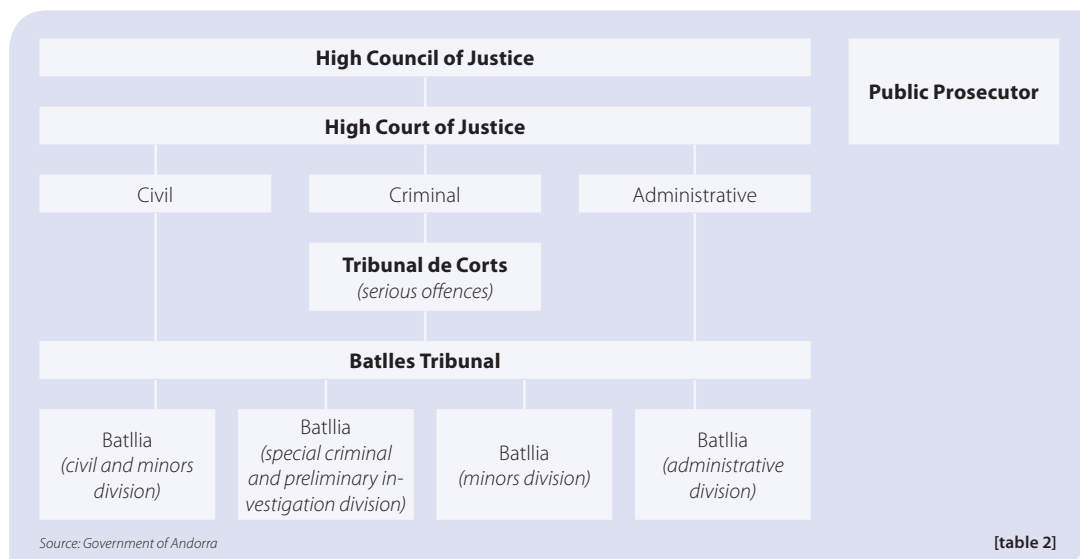 High Council of Justice
Public Prosecutor
High Court of Justice
Civil
Criminal
Administrative
Tribunal de Corts
(serious offences)
Batlles Tribunal
Batllia
(civil and minors
division)
Batllia
(special criminal
and preliminary in-
vestigation division)
Batllia
(minors division)
Batllia
(administrative
division)
Source: Government of Andorra
[table 2]